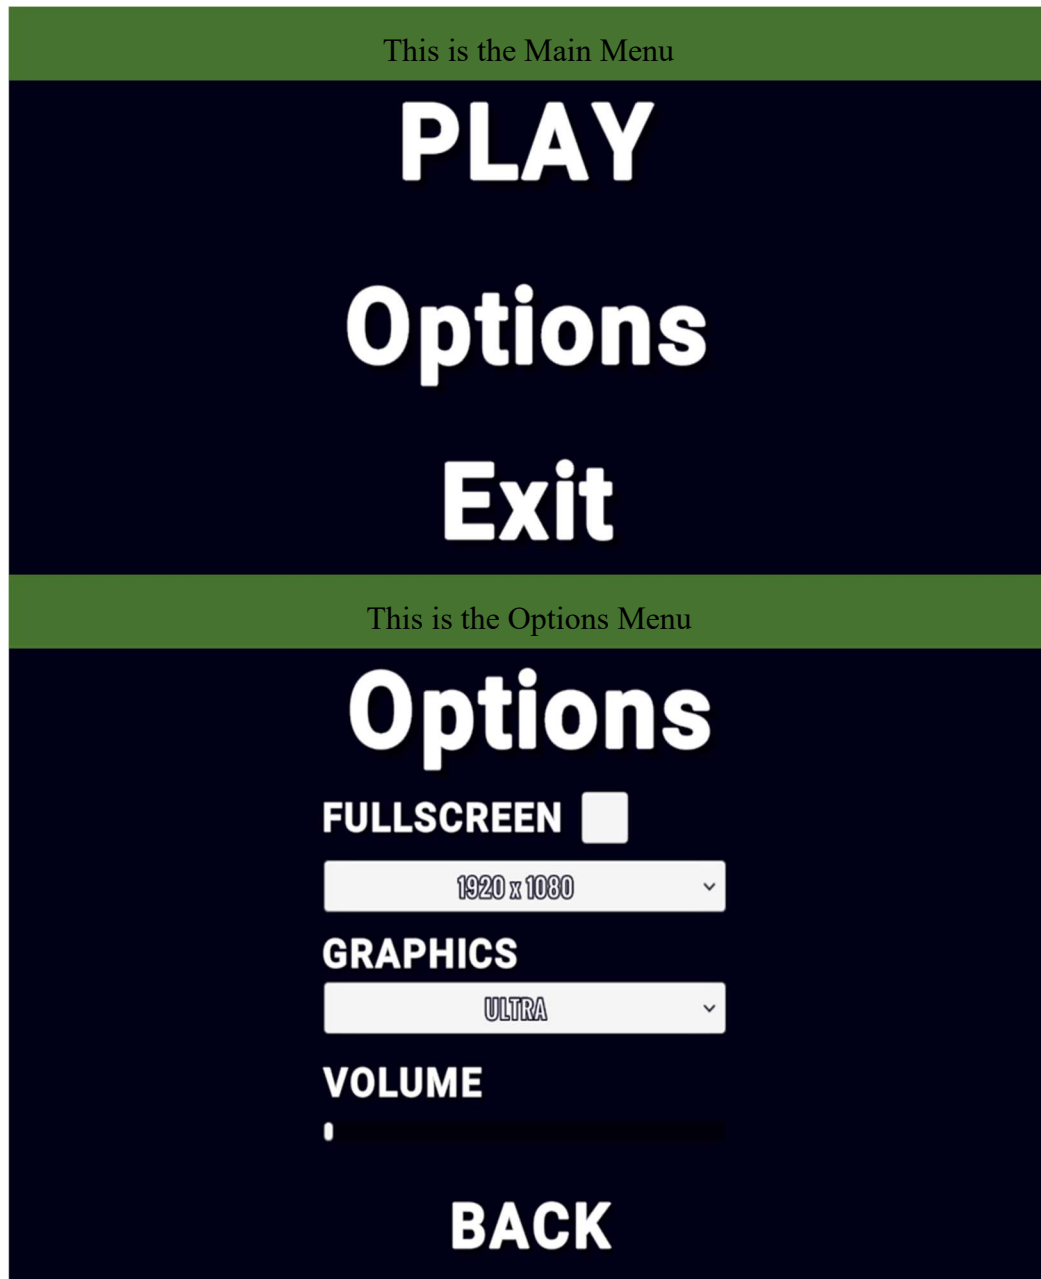 This is the Main Menu
PLAY
Options
Exit
This is the Options Menu
Options
FULLSCREEN
1920 x 1080
GRAPHICS
ULTRA
VOLUME
BACK